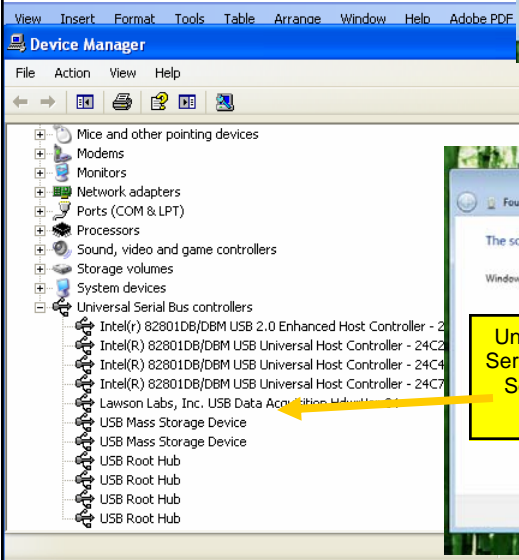 View Insert Format Tools Table Arrange Window Help Adobe PDF
Device Manager
File Action View Help
Mice and other pointing devices
Modems
Monitors
Network adapters
Ports (COM & LPT)
Processors
Sound, video and game controllers
Storage volumes
System devices
Universal Serial Bus controllers
Intel(r) 82801DB/DBM USB 2.0 Enhanced Host Controller - 2
Intel(R) 82801DB/DBM USB Universal Host Controller - 24C2
Intel(R) 82801DB/DBM USB Universal Host Controller - 24C4
Intel(R) 82801DB/DBM USB Universal Host Controller - 24C7
Lawson Labs, Inc. USB Data Acquisition
USB Mass Storage Device
USB Mass Storage Device
USB Root Hub
USB Root Hub
USB Root Hub
USB Root Hub
Fou
The so
Window
Un
Ser
S